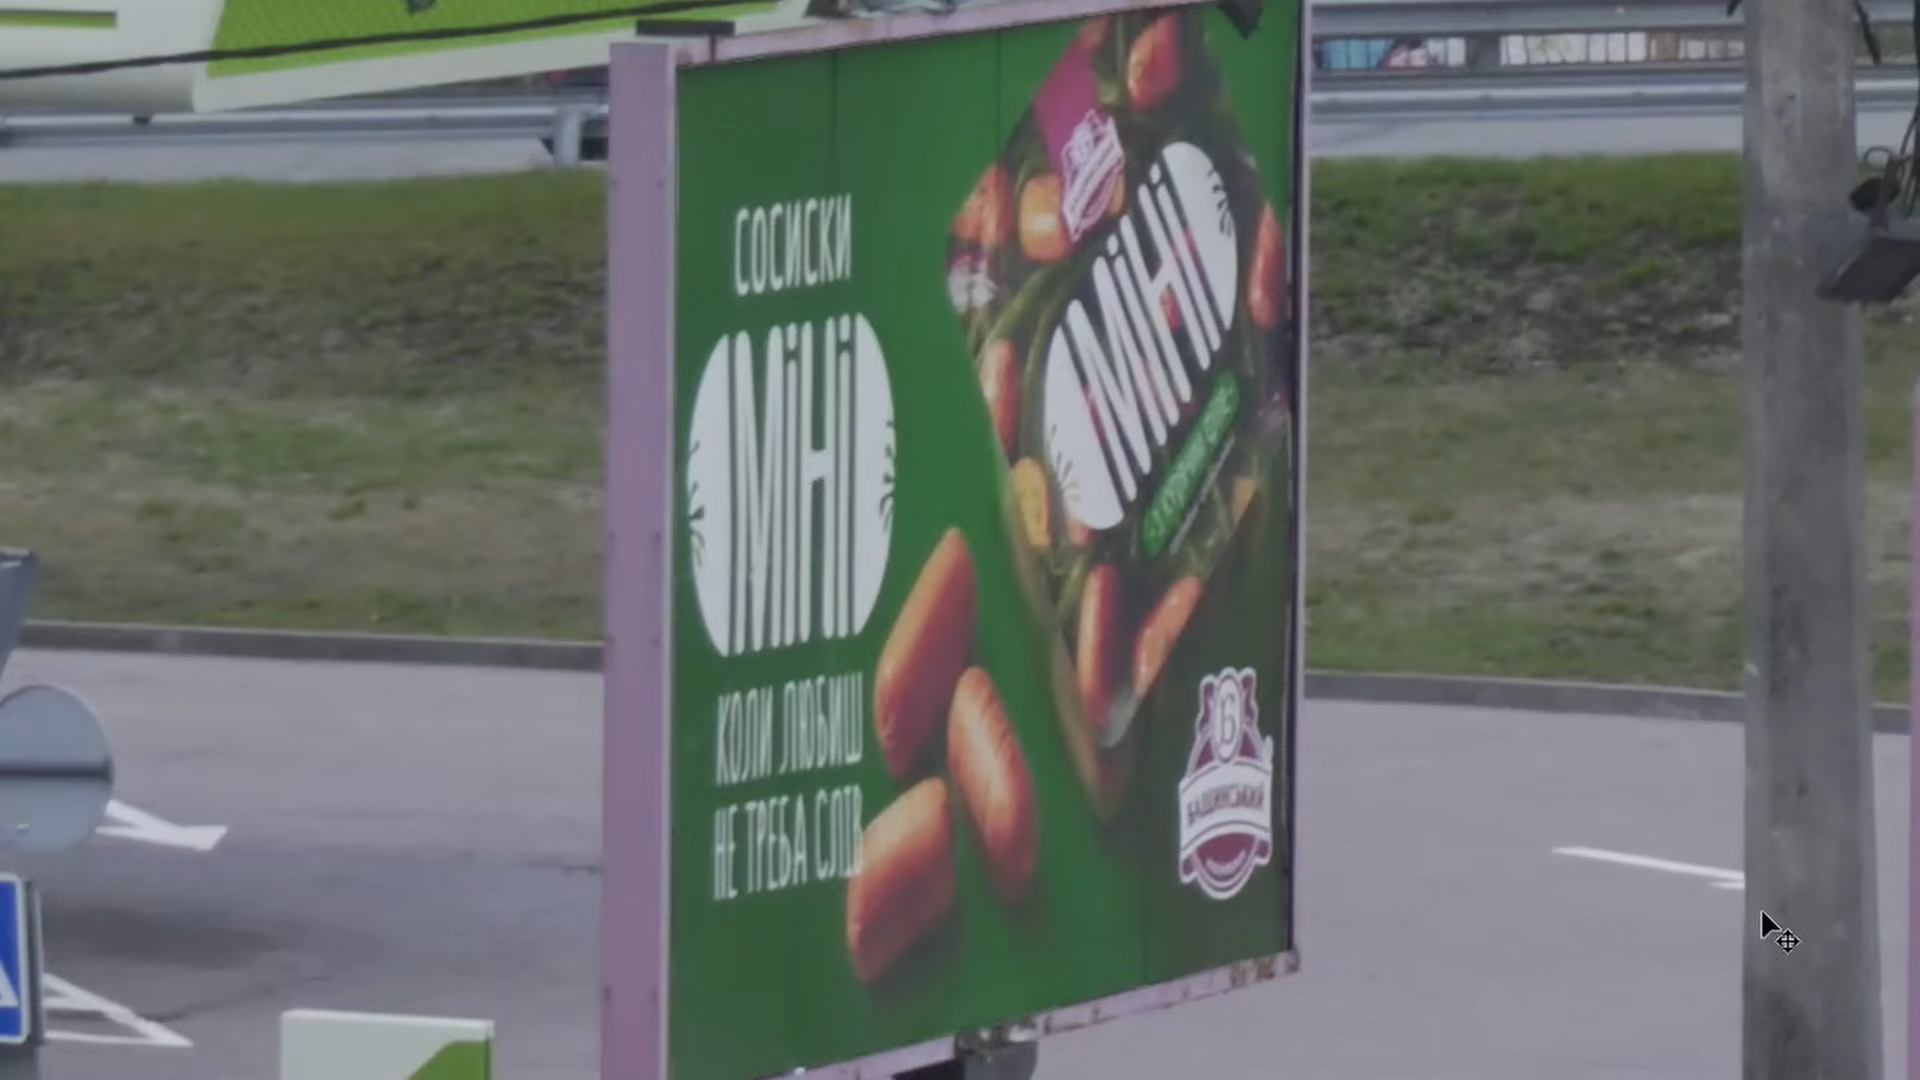 СОСИСКИ
МіНі
КОЛИ ЛЮБИШ
НЕ ТРЕБА СЛІВ
МіНі
БАЩИНСЬКИЙ